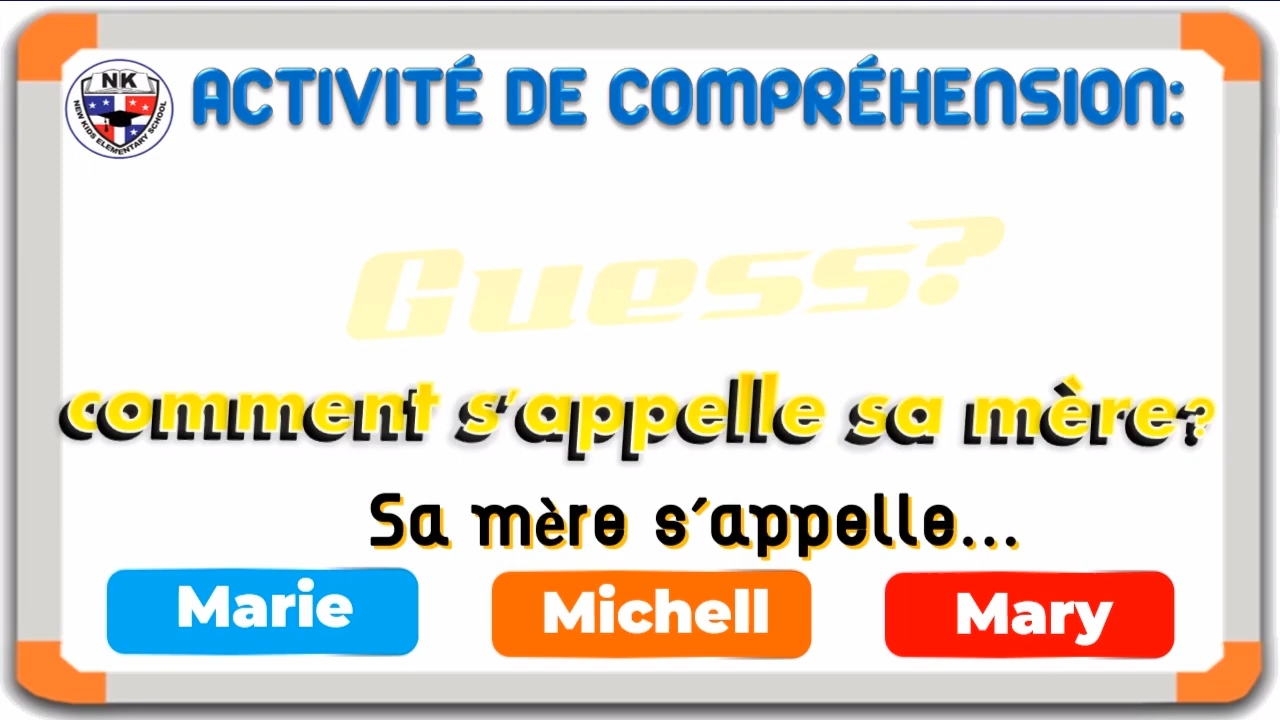 NK
NEW KIDS ELEMENTARY SCHOOL
ACTIVITÉ DE COMPRÉHENSION:
Guess?
comment s'appelle sa mère?
Sa mère s'appelle...
Marie
Michell
Mary